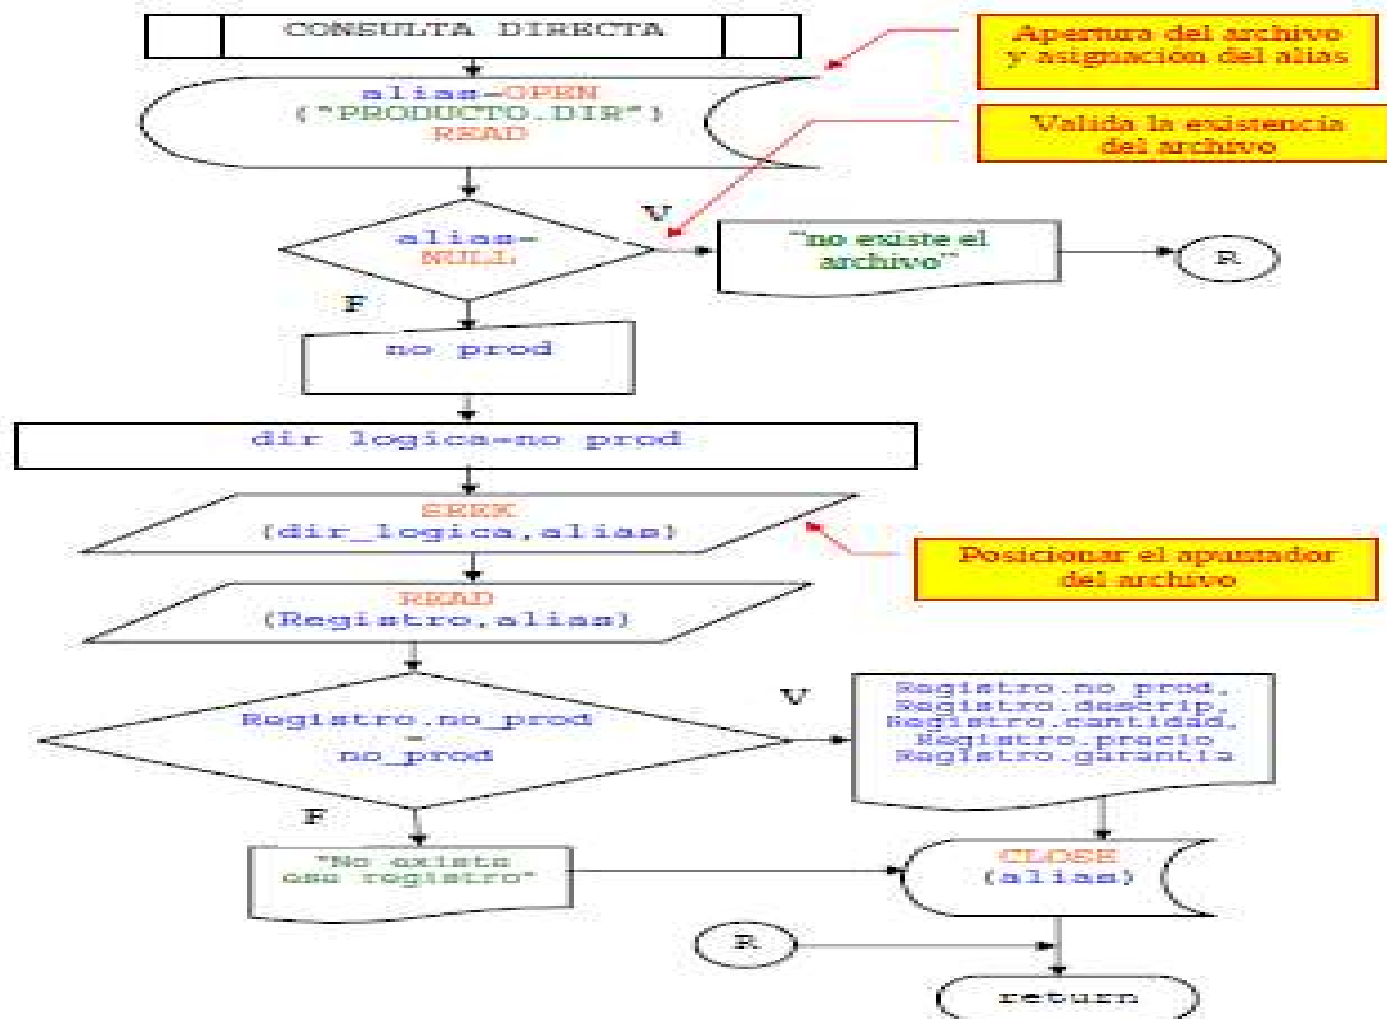 CONSULTA DIRECTA
Apertura del archivo
y asignación del alias
alias=OPEN
("PRODUCTO.DIR")
READ
Valida la existencia
del archivo
V
alias=
NULL
"no existe el
archivo"
R
F
no prod
dir logica=no prod
SEEK
(dir_logica,alias)
Posicionar el apuntador
del archivo
READ
(Registro,alias)
V
Registro.no prod,
Registro.descrip,
Registro.cantidad,
Registro.precio
Registro.garantia
Registro.no_prod
=
no_prod
F
"No existe
ese registro"
CLOSE
(alias)
R
return